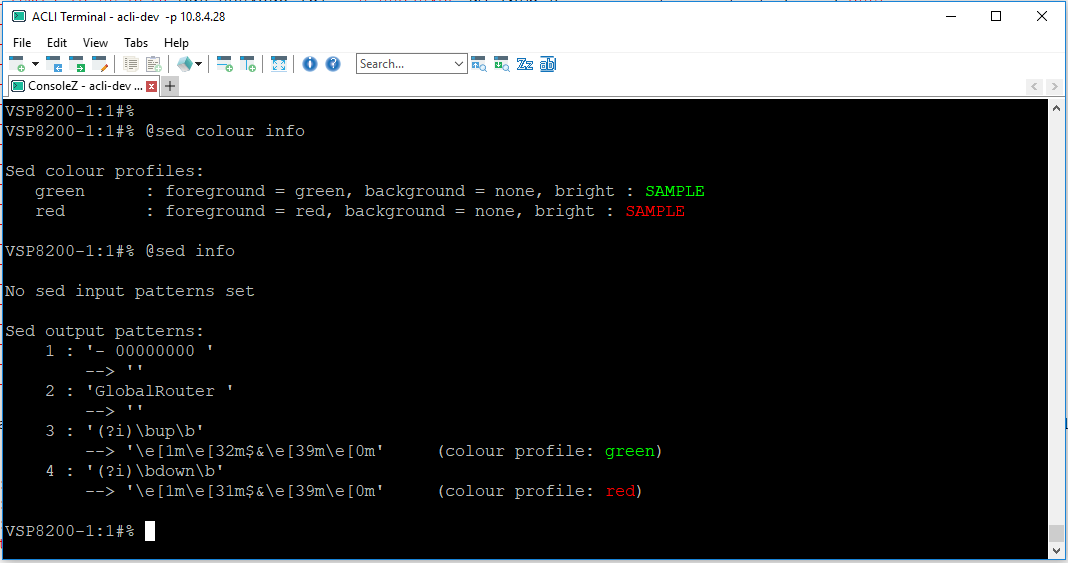 ACLI Terminal - acli-dev -p 10.8.4.28
File Edit View Tabs Help
Search...
ConsoleZ - acli-dev ...
VSP8200-1:1#%
VSP8200-1:1#% @sed colour info
Sed colour profiles:
green : foreground = green, background = none, bright : SAMPLE
red : foreground = red, background = none, bright : SAMPLE
VSP8200-1:1#% @sed info
No sed input patterns set
Sed output patterns:
1 : '- 00000000 '
--> ''
2 : 'GlobalRouter '
--> ''
3 : '(?i)\bup\b'
--> '\e[1m\e[32m$&\e[39m\e[0m' (colour profile: green)
4 : '(?i)\bdown\b'
--> '\e[1m\e[31m$&\e[39m\e[0m' (colour profile: red)
VSP8200-1:1#%